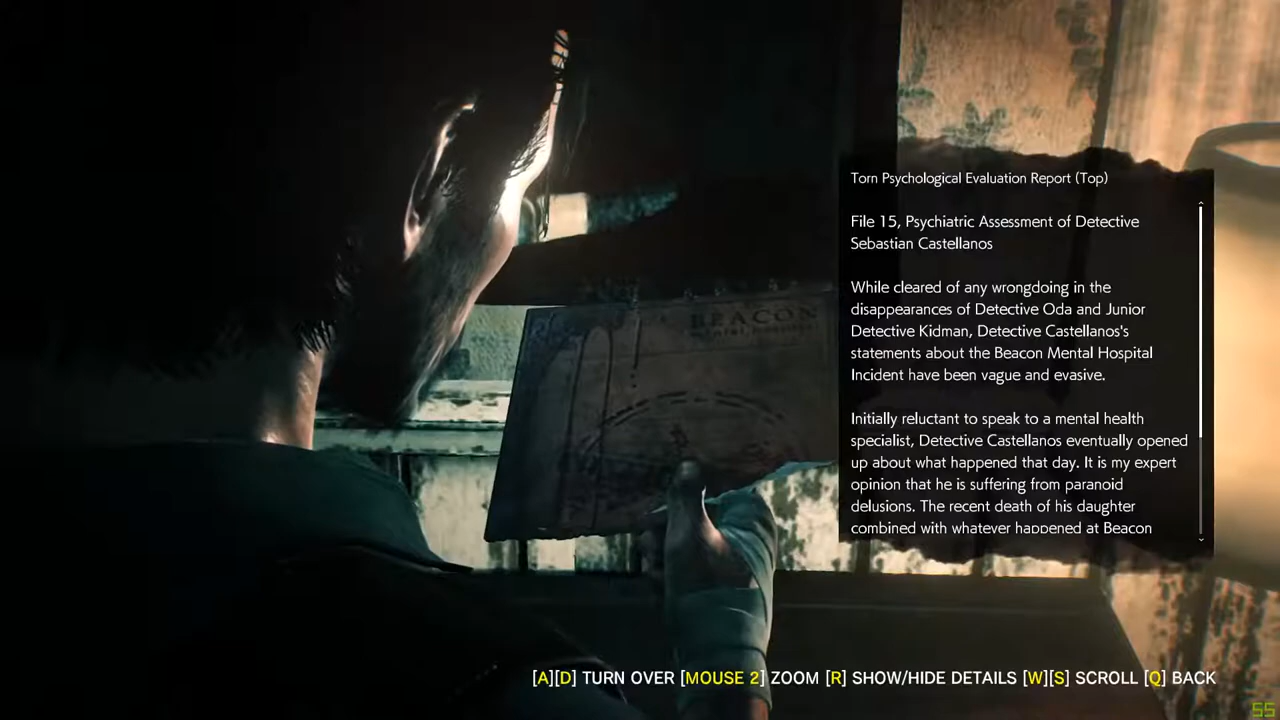 BEACON
Torn Psychological Evaluation Report (Top)
File 15, Psychiatric Assessment of Detective
Sebastian Castellanos
While cleared of any wrongdoing in the
disappearances of Detective Oda and Junior
Detective Kidman, Detective Castellanos's
statements about the Beacon Mental Hospital
Incident have been vague and evasive.
Initially reluctant to speak to a mental health
specialist, Detective Castellanos eventually opened
up about what happened that day. It is my expert
opinion that he is suffering from paranoid
delusions. The recent death of his daughter
combined with whatever happened at Beacon
[A][D] TURN OVER [MOUSE 2] ZOOM [R] SHOW/HIDE DETAILS [W][S] SCROLL [Q] BACK
55